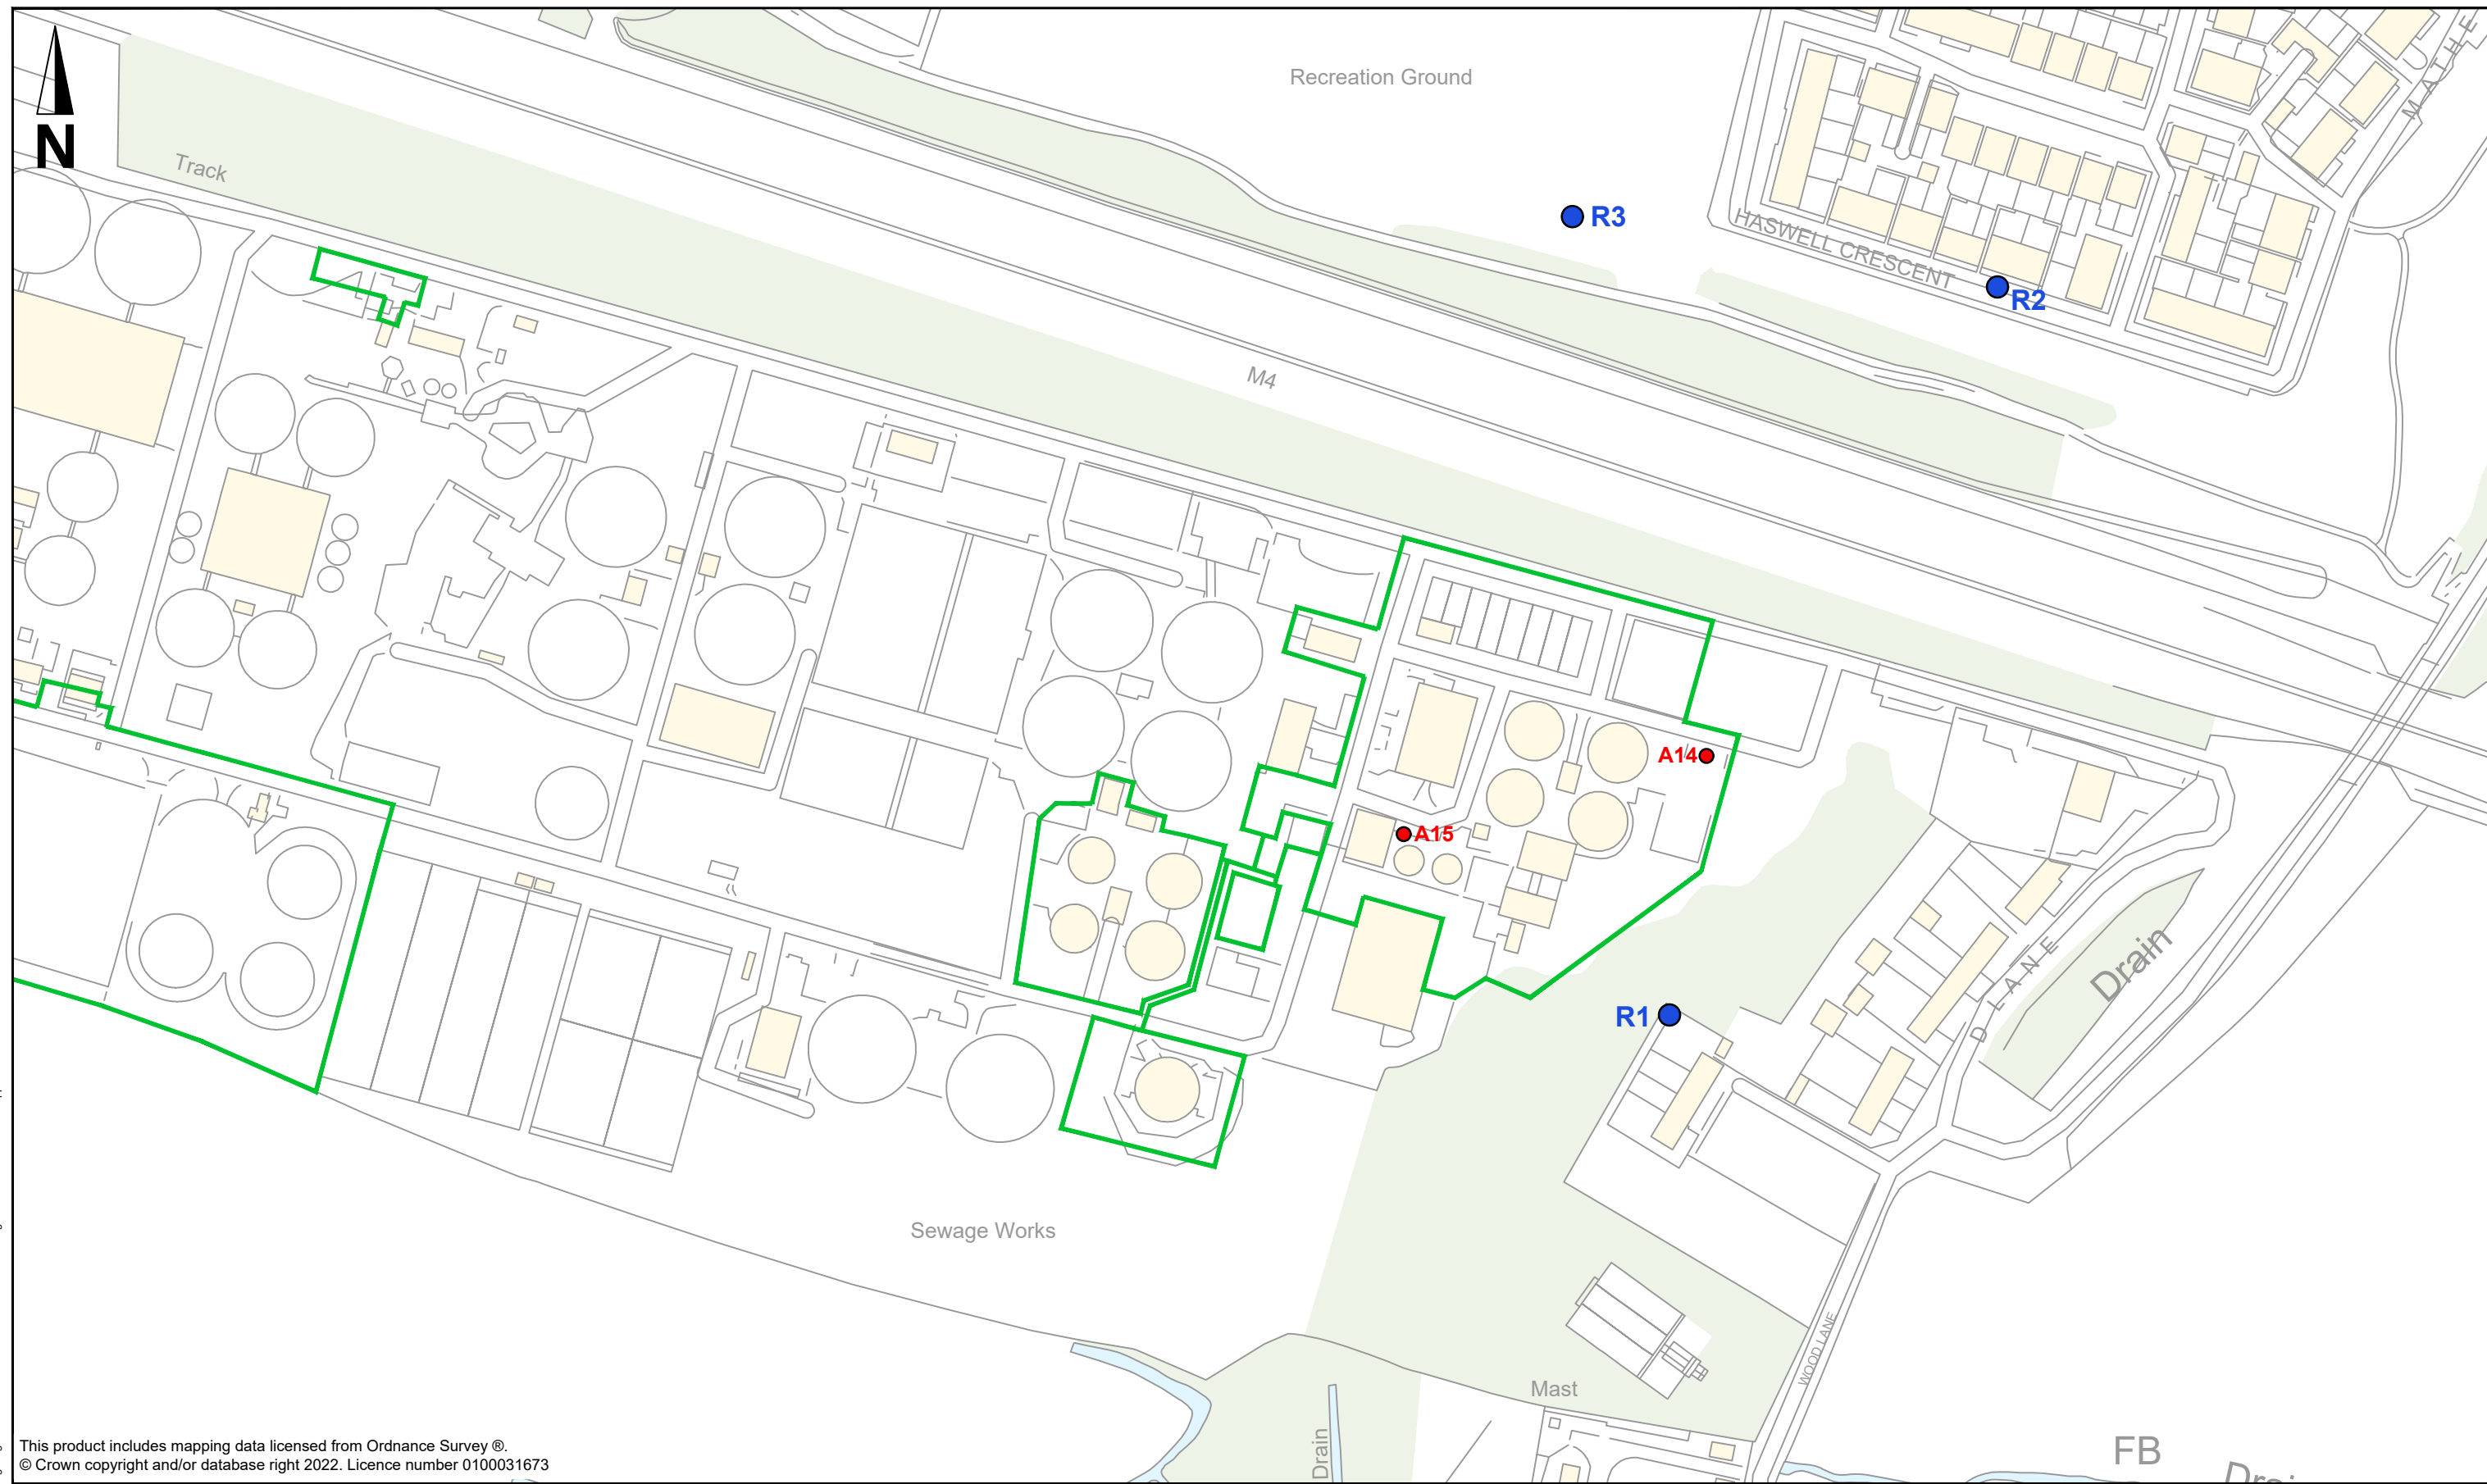 Recreation Ground
N
Track
R3
HASWELL CRESCENT
R2
M4
A14
A15
R1
D LANE
Drain
Sewage Works
WOOD LANE
Mast
Drain
FB
This product includes mapping data licensed from Ordnance Survey ®.
© Crown copyright and/or database right 2022. Licence number 0100031673